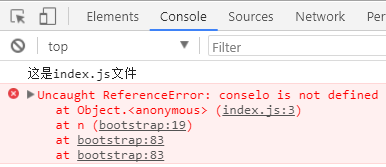 Elements Console Sources Network
top Filter
这是index.js文件
Uncaught ReferenceError: conselo is not defined
at Object.<anonymous> (index.js:3)
at n (bootstrap:19)
at bootstrap:83
at bootstrap:83